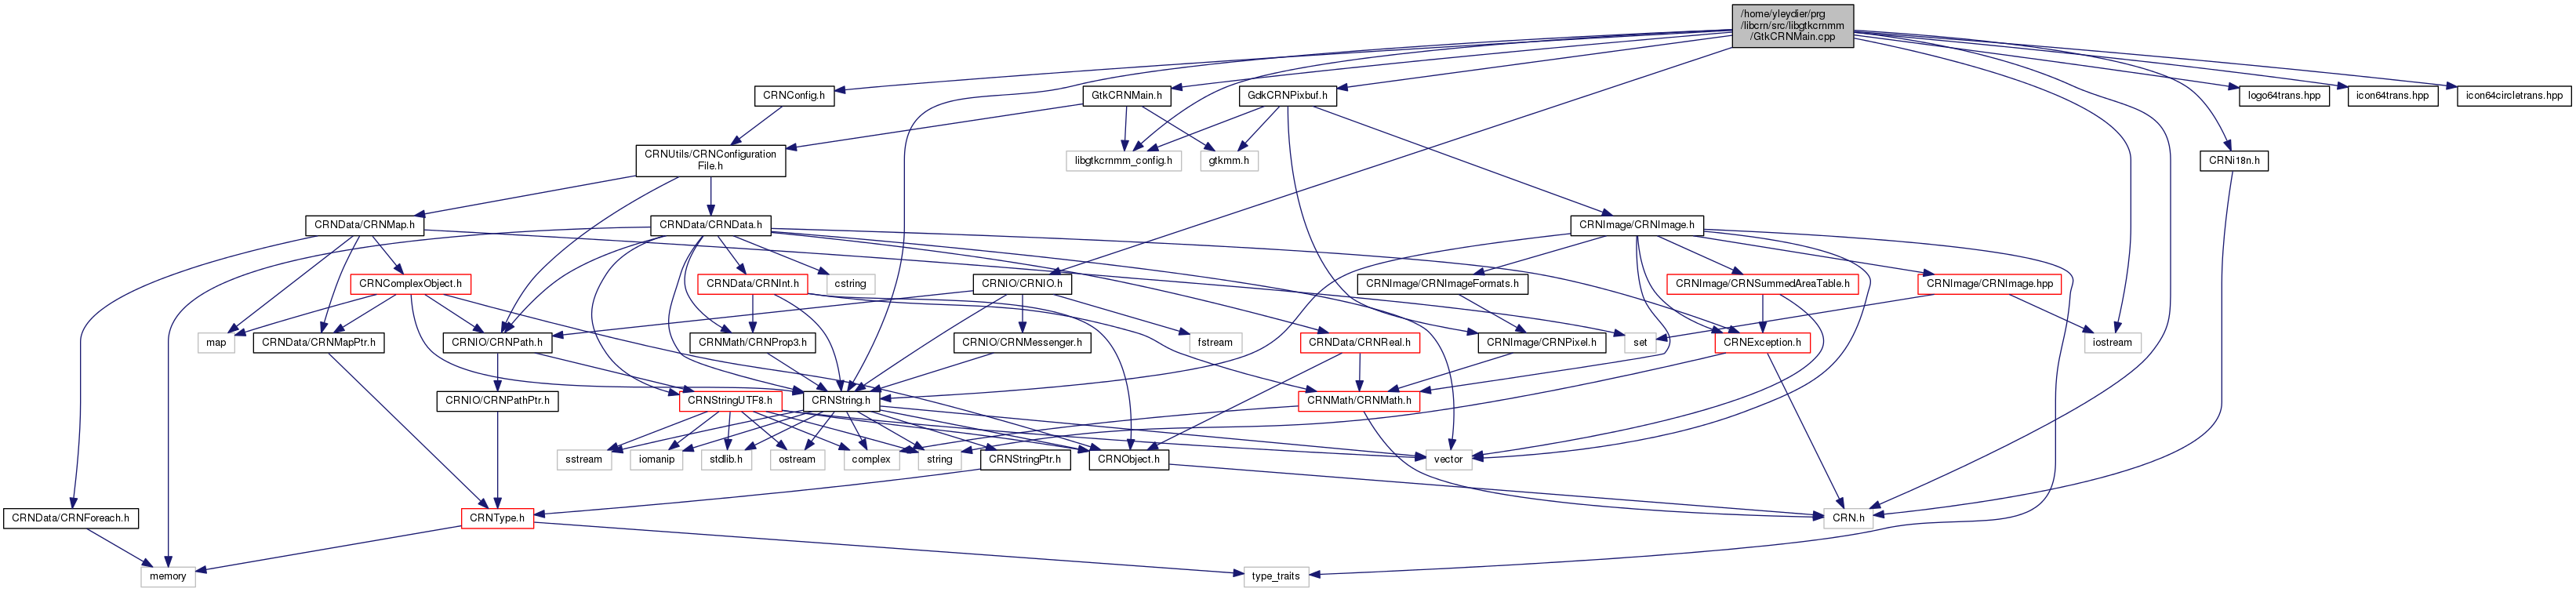 /home/yleydier/prg
/libcrn/src/libgtkcrnmm
/GtkCRNMain.cpp
CRNConfig.h
GtkCRNMain.h
GdkCRNPixbuf.h
logo64trans.hpp
icon64trans.hpp
icon64circletrans.hpp
CRNUtils/CRNConfiguration
File.h
libgtkcrnmm_config.h
gtkmm.h
CRNi18n.h
CRNData/CRNMap.h
CRNData/CRNData.h
CRNImage/CRNImage.h
CRNComplexObject.h
CRNData/CRNInt.h
cstring
CRNIO/CRNIO.h
CRNImage/CRNImageFormats.h
CRNImage/CRNSummedAreaTable.h
CRNImage/CRNImage.hpp
map
CRNData/CRNMapPtr.h
CRNIO/CRNPath.h
CRNMath/CRNProp3.h
CRNIO/CRNMessenger.h
fstream
CRNData/CRNReal.h
CRNImage/CRNPixel.h
set
CRNException.h
iostream
CRNIO/CRNPathPtr.h
CRNStringUTF8.h
CRNString.h
CRNMath/CRNMath.h
sstream
iomanip
stdlib.h
ostream
complex
string
CRNStringPtr.h
CRNObject.h
vector
CRNData/CRNForeach.h
CRNType.h
CRN.h
memory
type_traits